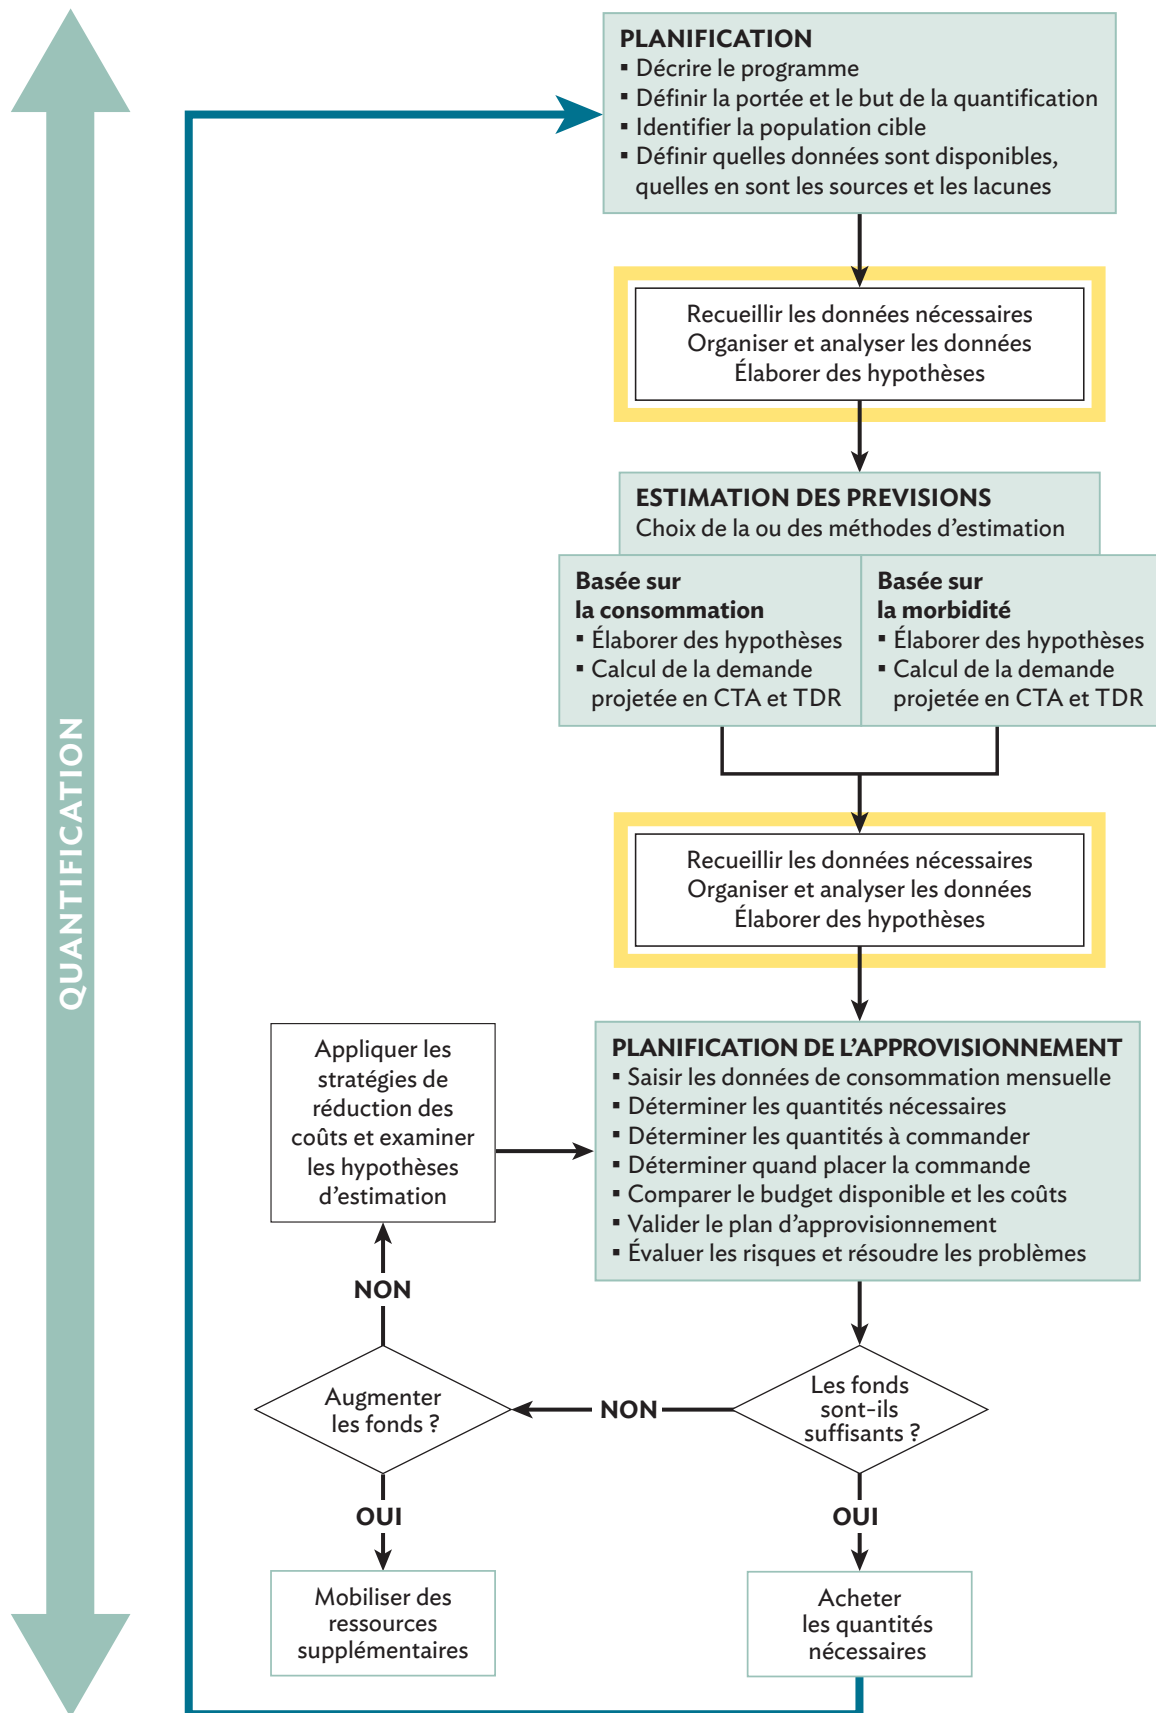 QUANTIFICATION
PLANIFICATION
▪ Décrire le programme
▪ Définir la portée et le but de la quantification
▪ Identifier la population cible
▪ Définir quelles données sont disponibles,
quelles en sont les sources et les lacunes
Recueillir les données nécessaires
Organiser et analyser les données
Élaborer des hypothèses
ESTIMATION DES PREVISIONS
Choix de la ou des méthodes d’estimation
Basée sur
la consommation
▪ Élaborer des hypothèses
▪ Calcul de la demande
projetée en CTA et TDR
Basée sur
la morbidité
▪ Élaborer des hypothèses
▪ Calcul de la demande
projetée en CTA et TDR
Recueillir les données nécessaires
Organiser et analyser les données
Élaborer des hypothèses
PLANIFICATION DE L’APPROVISIONNEMENT
▪ Saisir les données de consommation mensuelle
▪ Déterminer les quantités nécessaires
▪ Déterminer les quantités à commander
▪ Déterminer quand placer la commande
▪ Comparer le budget disponible et les coûts
▪ Valider le plan d’approvisionnement
▪ Évaluer les risques et résoudre les problèmes
Appliquer les
stratégies de
réduction des
coûts et examiner
les hypothèses
d’estimation
NON
Augmenter
les fonds ?
NON
Les fonds
sont-ils
suffisants ?
OUI
OUI
Mobiliser des
ressources
supplémentaires
Acheter
les quantités
nécessaires